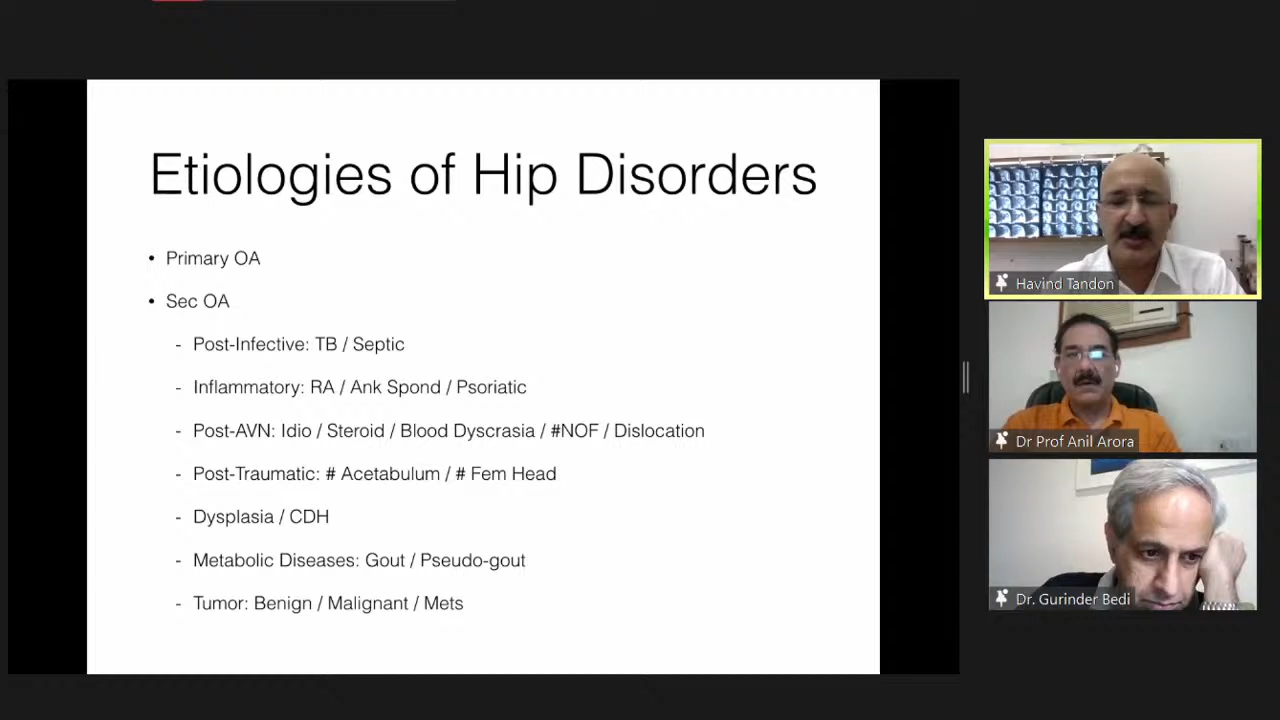 Etiologies of Hip Disorders
• Primary OA
• Sec OA
- Post-Infective: TB / Septic
- Inflammatory: RA / Ank Spond / Psoriatic
- Post-AVN: Idio / Steroid / Blood Dyscrasia / #NOF / Dislocation
- Post-Traumatic: # Acetabulum / # Fem Head
- Dysplasia / CDH
- Metabolic Diseases: Gout / Pseudo-gout
- Tumor: Benign / Malignant / Mets
Havind Tandon
Dr Prof Anil Arora
Dr. Gurinder Bedi